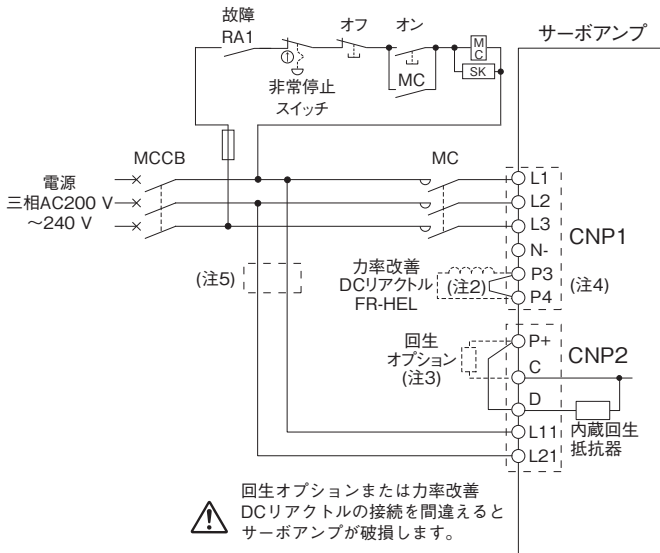 故障
RA1
オフ
オン
M
C
SK
MC
非常停止
スイッチ
サーボアンプ
MCCB
MC
電源
三相AC200 V
～240 V
L1
L2
L3
N-
P3
P4
CNP1
(注4)
(注5)
力率改善
DCリアクトル
FR-HEL
(注2)
回生
オプション
(注3)
P+
C
D
L11
L21
CNP2
内蔵回生
抵抗器
回生オプションまたは力率改善
DCリアクトルの接続を間違えると
サーボアンプが破損します。